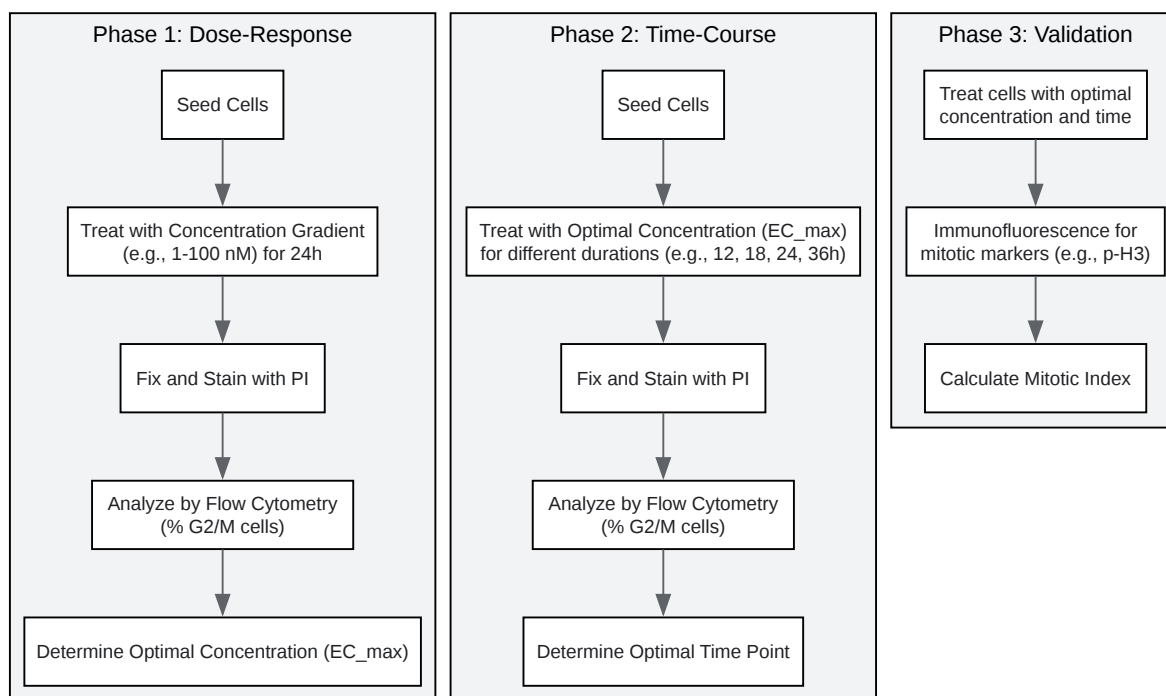 Phase 1: Dose-Response
Seed Cells
Treat with Concentration Gradient
(e.g., 1-100 nM) for 24h
Fix and Stain with PI
Analyze by Flow Cytometry
(% G2/M cells)
Determine Optimal Concentration (EC_max)
Phase 2: Time-Course
Seed Cells
Treat with Optimal Concentration (EC_max)
for different durations (e.g., 12, 18, 24, 36h)
Fix and Stain with PI
Analyze by Flow Cytometry
(% G2/M cells)
Determine Optimal Time Point
Phase 3: Validation
Treat cells with optimal
concentration and time
Immunofluorescence for
mitotic markers (e.g., p-H3)
Calculate Mitotic Index